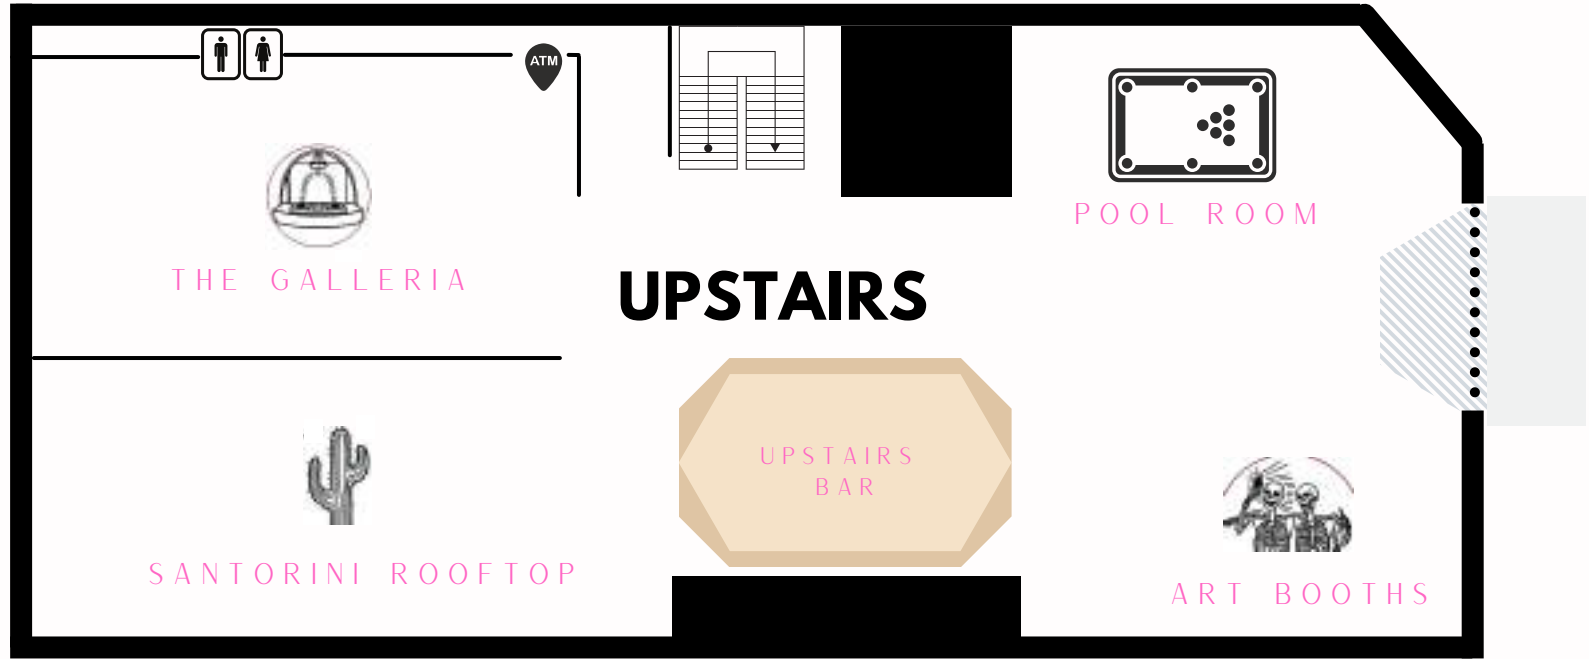 ATM
POOL ROOM
THE GALLERIA
UPSTAIRS
UPSTAIRS
BAR
SANTORINI ROOFTOP
ART BOOTHS